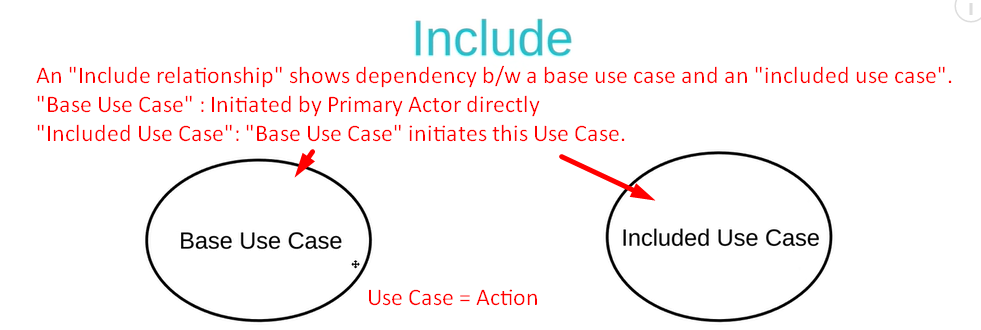 Include
An "Include relationship" shows dependency b/w a base use case and an "included use case".
"Base Use Case" : Initiated by Primary Actor directly
"Included Use Case": "Base Use Case" initiates this Use Case.
Base Use Case
Included Use Case
Use Case = Action